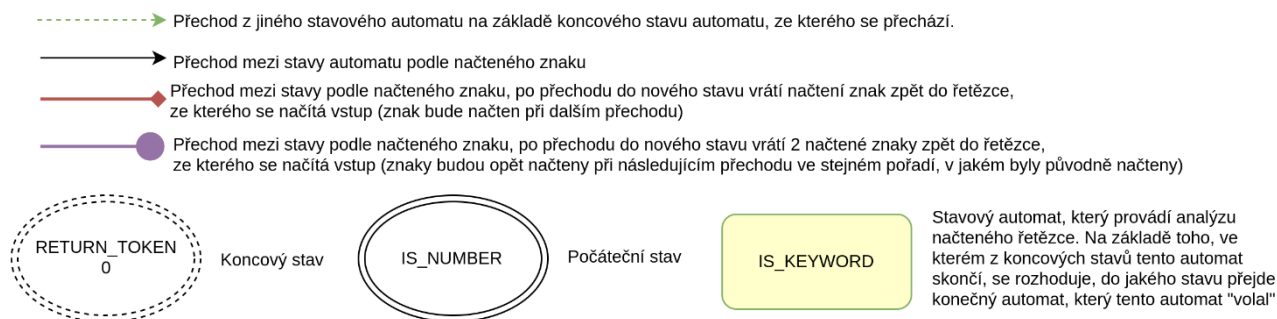 Přechod z jiného stavového automatu na základě koncového stavu automatu, ze kterého se přechází.
Přechod mezi stavy automatu podle načteného znaku
Přechod mezi stavy podle načteného znaku, po přechodu do nového stavu vrátí načtení znak zpět do řetězce,
ze kterého se načítá vstup (znak bude načten při dalším přechodu)
Přechod mezi stavy podle načteného znaku, po přechodu do nového stavu vrátí 2 načtené znaky zpět do řetězce,
ze kterého se načítá vstup (znaky budou opět načteny při následujícím přechodu ve stejném pořadí, v jakém byly původně načteny)
RETURN_TOKEN
0
Koncový stav
IS_NUMBER
Počáteční stav
IS_KEYWORD
Stavový automat, který provádí analýzu
načteného řetězce. Na základě toho, ve
kterém z koncových stavů tento automat
skončí, se rozhoduje, do jakého stavu přejde
konečný automat, který tento automat "volal"